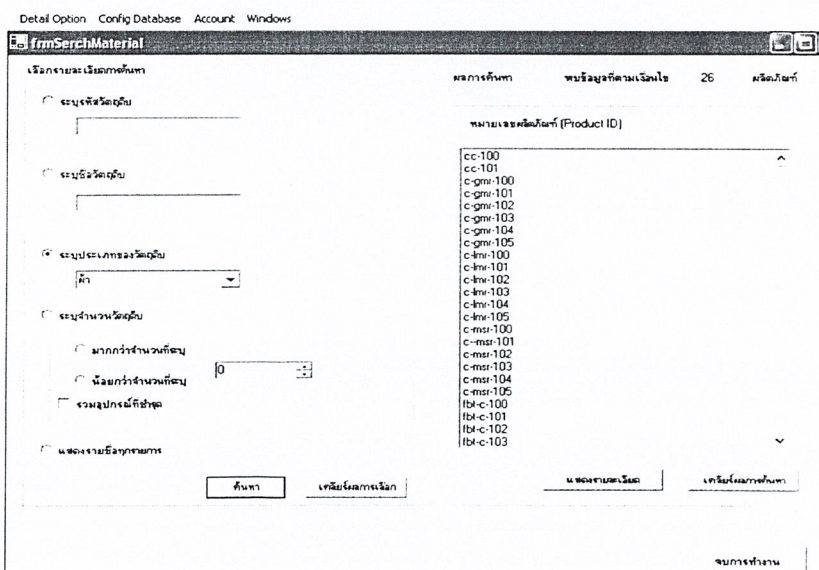 Detail Option Config Database Account Windows
frmSerchMaterial
เลือกรายละเอียดการค้นหา
ระบุรหัสวัตถุดิบ
ระบุชื่อวัตถุดิบ
ระบุประเภทของวัตถุดิบ
ผ้า
ระบุจำนวนวัตถุดิบ
มากกว่าจำนวนที่ระบุ
0
น้อยกว่าจำนวนที่ระบุ
รวมอุปกรณ์ที่ชำรุด
แสดงรายชื่อทุกรายการ
ค้นหา เคลียร์ผลการเลือก
ผลการค้นหา พบข้อมูลที่ตามเงื่อนไข 26 ผลิตภัณฑ์
หมายเลขผลิตภัณฑ์ (Product ID)
cc-100
cc-101
c-gmr-100
c-gmr-101
c-gmr-102
c-gmr-103
c-gmr-104
c-gmr-105
c-lmr-100
c-lmr-101
c-lmr-102
c-lmr-103
c-lmr-104
c-lmr-105
c-msr-100
c--msr-101
c-msr-102
c-msr-103
c-msr-104
c-msr-105
fbt-c-100
fbt-c-101
fbt-c-102
fbt-c-103
แสดงรายละเอียด เคลียร์ผลการค้นหา
จบการทำงาน